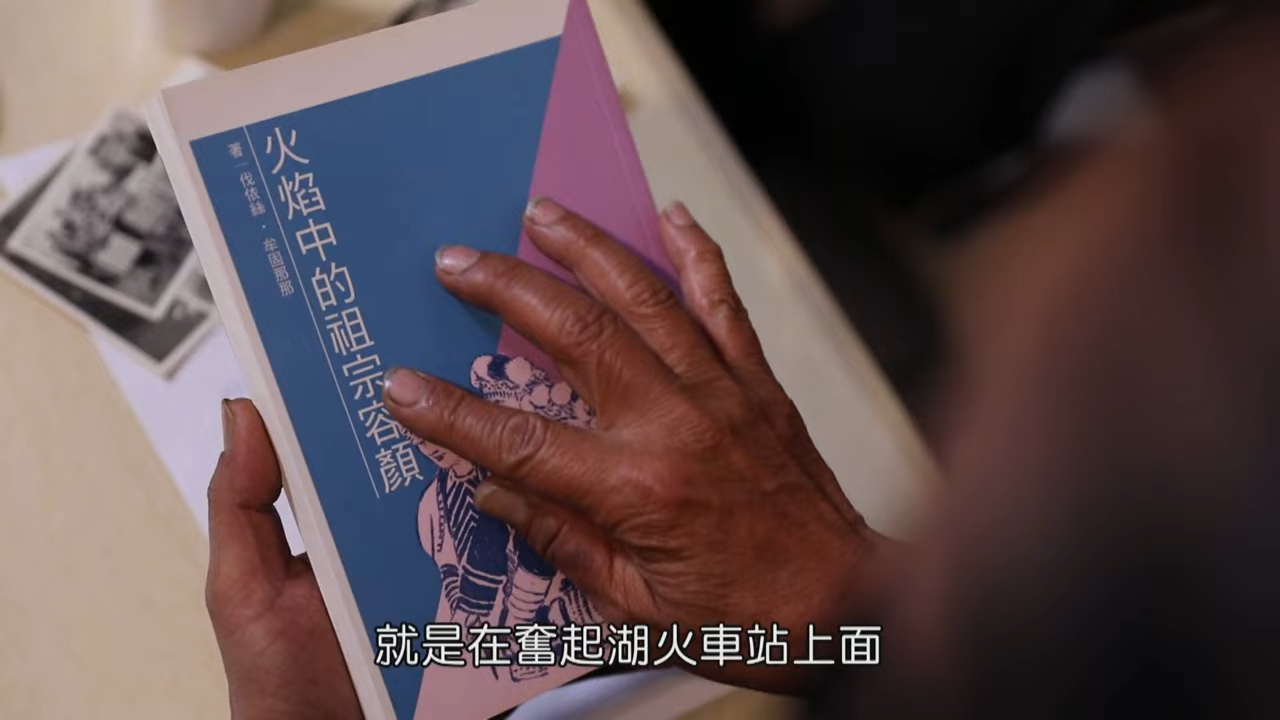 火焰中的祖宗容顏
著｜伐依絲・牟固那那
就是在奮起湖火車站上面